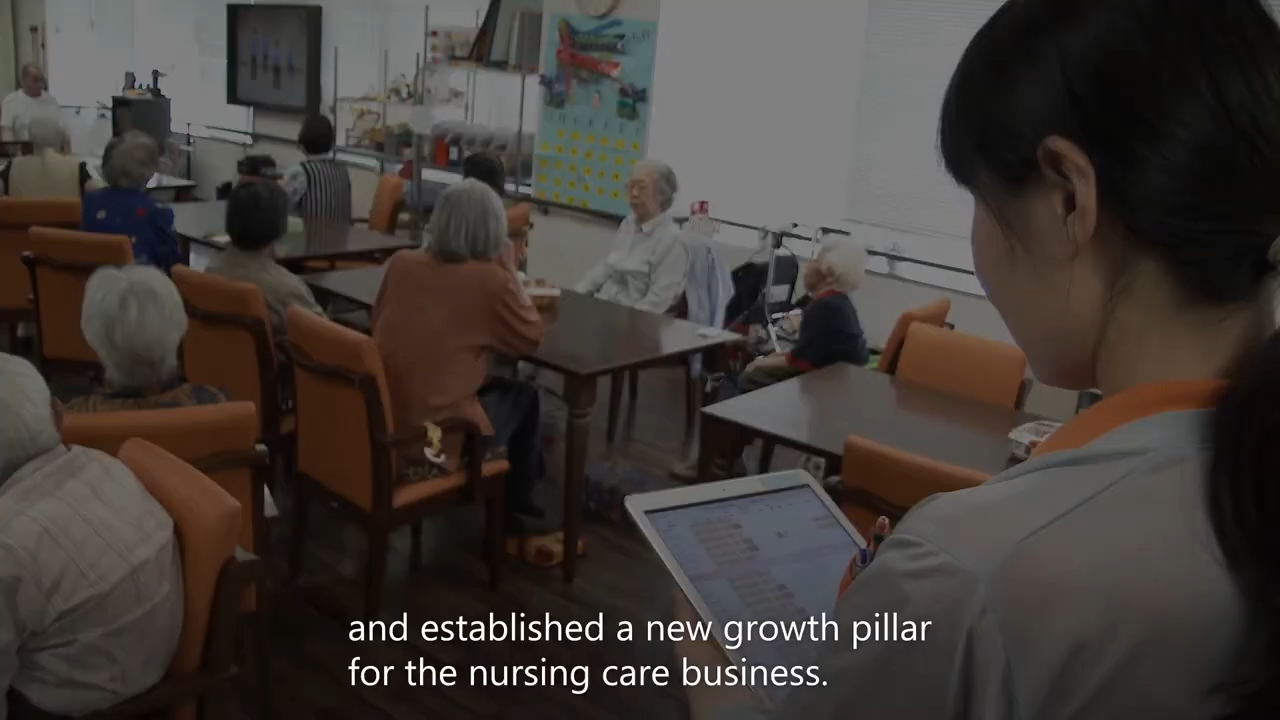 and established a new growth pillar
for the nursing care business.